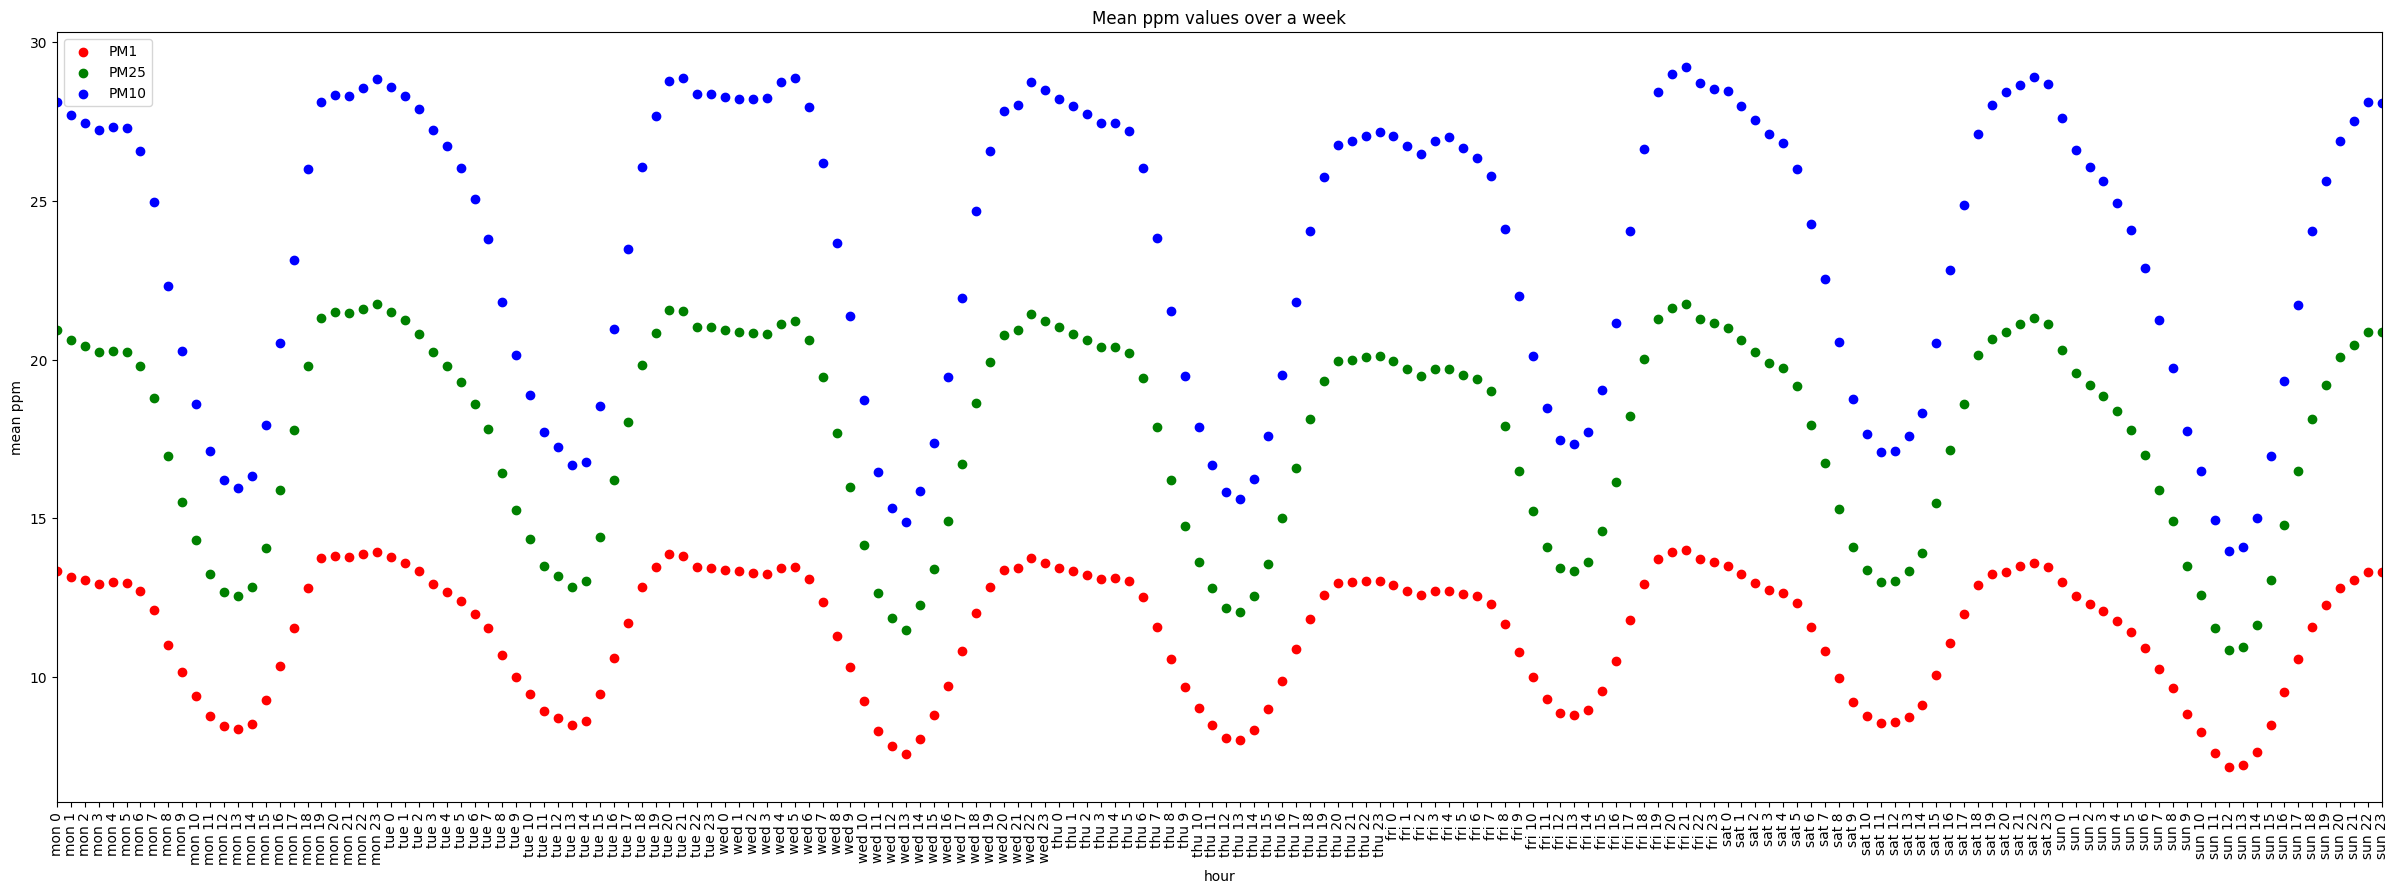 Mean ppm values over a week
PM1
PM25
PM10
30
25
20
15
10
mean ppm
mon 0
mon 1
mon 2
mon 3
mon 4
mon 5
mon 6
mon 7
mon 8
mon 9
mon 10
mon 11
mon 12
mon 13
mon 14
mon 15
mon 16
mon 17
mon 18
mon 19
mon 20
mon 21
mon 22
mon 23
tue 0
tue 1
tue 2
tue 3
tue 4
tue 5
tue 6
tue 7
tue 8
tue 9
tue 10
tue 11
tue 12
tue 13
tue 14
tue 15
tue 16
tue 17
tue 18
tue 19
tue 20
tue 21
tue 22
tue 23
wed 0
wed 1
wed 2
wed 3
wed 4
wed 5
wed 6
wed 7
wed 8
wed 9
wed 10
wed 11
wed 12
wed 13
wed 14
wed 15
wed 16
wed 17
wed 18
wed 19
wed 20
wed 21
wed 22
wed 23
thu 0
thu 1
thu 2
thu 3
thu 4
thu 5
thu 6
thu 7
thu 8
thu 9
thu 10
thu 11
thu 12
thu 13
thu 14
thu 15
thu 16
thu 17
thu 18
thu 19
thu 20
thu 21
thu 22
thu 23
fri 0
fri 1
fri 2
fri 3
fri 4
fri 5
fri 6
fri 7
fri 8
fri 9
fri 10
fri 11
fri 12
fri 13
fri 14
fri 15
fri 16
fri 17
fri 18
fri 19
fri 20
fri 21
fri 22
fri 23
sat 0
sat 1
sat 2
sat 3
sat 4
sat 5
sat 6
sat 7
sat 8
sat 9
sat 10
sat 11
sat 12
sat 13
sat 14
sat 15
sat 16
sat 17
sat 18
sat 19
sat 20
sat 21
sat 22
sat 23
sun 0
sun 1
sun 2
sun 3
sun 4
sun 5
sun 6
sun 7
sun 8
sun 9
sun 10
sun 11
sun 12
sun 13
sun 14
sun 15
sun 16
sun 17
sun 18
sun 19
sun 20
sun 21
sun 22
sun 23
hour